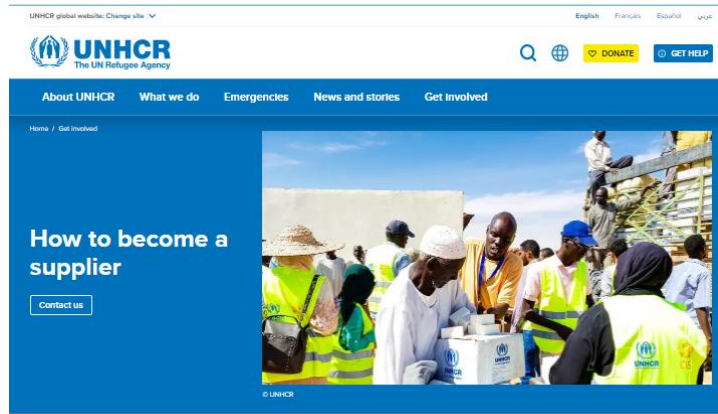 UNHCR global website: Change site
English Français Español عربي
UNHCR
The UN Refugee Agency
DONATE
GET HELP
About UNHCR What we do Emergencies News and stories Get involved
Home / Get involved
How to become a supplier
Contact us
UNHCR
UNHCR
© UNHCR